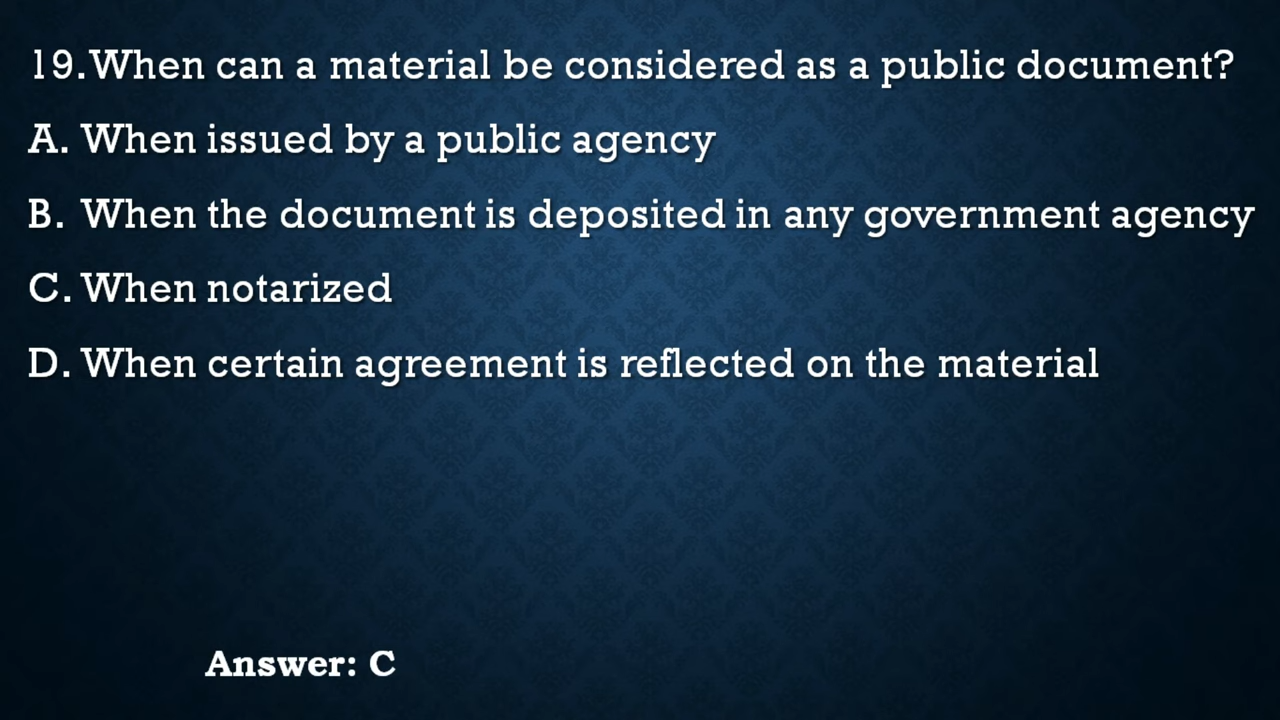 19.When can a material be considered as a public document?
A. When issued by a public agency
B. When the document is deposited in any government agency
C. When notarized
D. When certain agreement is reflected on the material
Answer: C